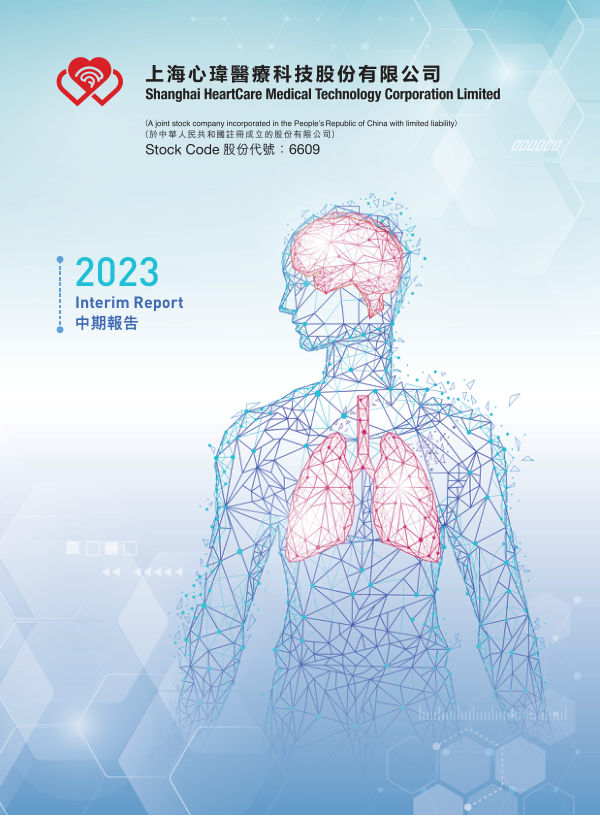 上海心瑋醫療科技股份有限公司
Shanghai HeartCare Medical Technology Corporation Limited
(A joint stock company incorporated in the People's Republic of China with limited liability)
(於中華人民共和國註冊成立的股份有限公司)
Stock Code 股份代號：6609
2023
Interim Report
中期報告